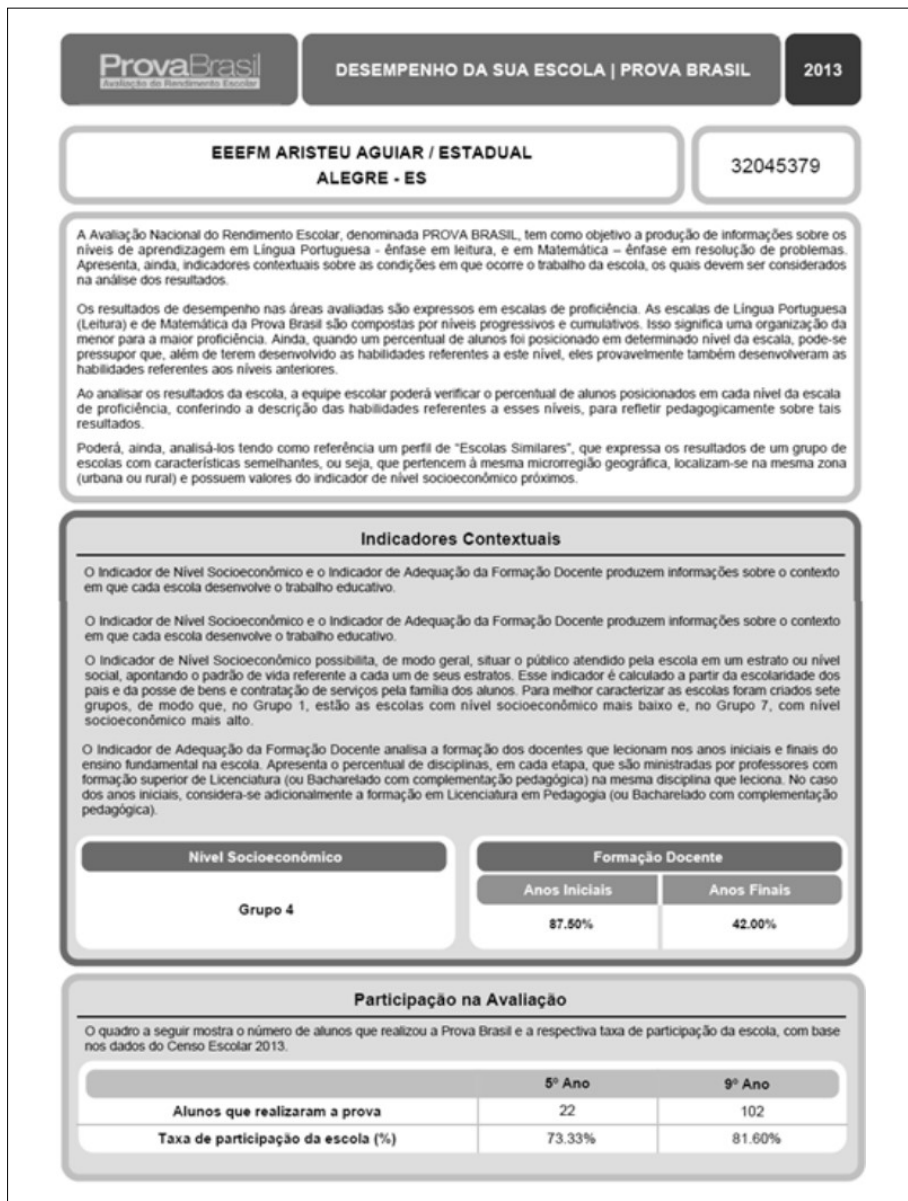 ProvaBrasil
Avaliação do Rendimento Escolar
DESEMPENHO DA SUA ESCOLA | PROVA BRASIL
2013
EEEFM ARISTEU AGUIAR / ESTADUAL
ALEGRE - ES
32045379
A Avaliação Nacional do Rendimento Escolar, denominada PROVA BRASIL, tem como objetivo a produção de informações sobre os
níveis de aprendizagem em Língua Portuguesa - ênfase em leitura, e em Matemática – ênfase em resolução de problemas.
Apresenta, ainda, indicadores contextuais sobre as condições em que ocorre o trabalho da escola, os quais devem ser considerados
na análise dos resultados.
Os resultados de desempenho nas áreas avaliadas são expressos em escalas de proficiência. As escalas de Língua Portuguesa
(Leitura) e de Matemática da Prova Brasil são compostas por níveis progressivos e cumulativos. Isso significa uma organização da
menor para a maior proficiência. Ainda, quando um percentual de alunos foi posicionado em determinado nível da escala, pode-se
pressupor que, além de terem desenvolvido as habilidades referentes a este nível, eles provavelmente também desenvolveram as
habilidades referentes aos níveis anteriores.
Ao analisar os resultados da escola, a equipe escolar poderá verificar o percentual de alunos posicionados em cada nível da escala
de proficiência, conferindo a descrição das habilidades referentes a esses níveis, para refletir pedagogicamente sobre tais
resultados.
Poderá, ainda, analisá-los tendo como referência um perfil de “Escolas Similares”, que expressa os resultados de um grupo de
escolas com características semelhantes, ou seja, que pertencem à mesma microrregião geográfica, localizam-se na mesma zona
(urbana ou rural) e possuem valores do indicador de nível socioeconômico próximos.
Indicadores Contextuais
O Indicador de Nível Socioeconômico e o Indicador de Adequação da Formação Docente produzem informações sobre o contexto
em que cada escola desenvolve o trabalho educativo.
O Indicador de Nível Socioeconômico e o Indicador de Adequação da Formação Docente produzem informações sobre o contexto
em que cada escola desenvolve o trabalho educativo.
O Indicador de Nível Socioeconômico possibilita, de modo geral, situar o público atendido pela escola em um estrato ou nível
social, apontando o padrão de vida referente a cada um de seus estratos. Esse indicador é calculado a partir da escolaridade dos
pais e da posse de bens e contratação de serviços pela família dos alunos. Para melhor caracterizar as escolas foram criados sete
grupos, de modo que, no Grupo 1, estão as escolas com nível socioeconômico mais baixo e, no Grupo 7, com nível
socioeconômico mais alto.
O Indicador de Adequação da Formação Docente analisa a formação dos docentes que lecionam nos anos iniciais e finais do
ensino fundamental na escola. Apresenta o percentual de disciplinas, em cada etapa, que são ministradas por professores com
formação superior de Licenciatura (ou Bacharelado com complementação pedagógica) na mesma disciplina que leciona. No caso
dos anos iniciais, considera-se adicionalmente a formação em Licenciatura em Pedagogia (ou Bacharelado com complementação
pedagógica).
Nível Socioeconômico
Grupo 4
Formação Docente
Anos Iniciais Anos Finais
87.50% 42.00%
Participação na Avaliação
O quadro a seguir mostra o número de alunos que realizou a Prova Brasil e a respectiva taxa de participação da escola, com base
nos dados do Censo Escolar 2013.
5º Ano 9º Ano
Alunos que realizaram a prova 22 102
Taxa de participação da escola (%) 73.33% 81.60%